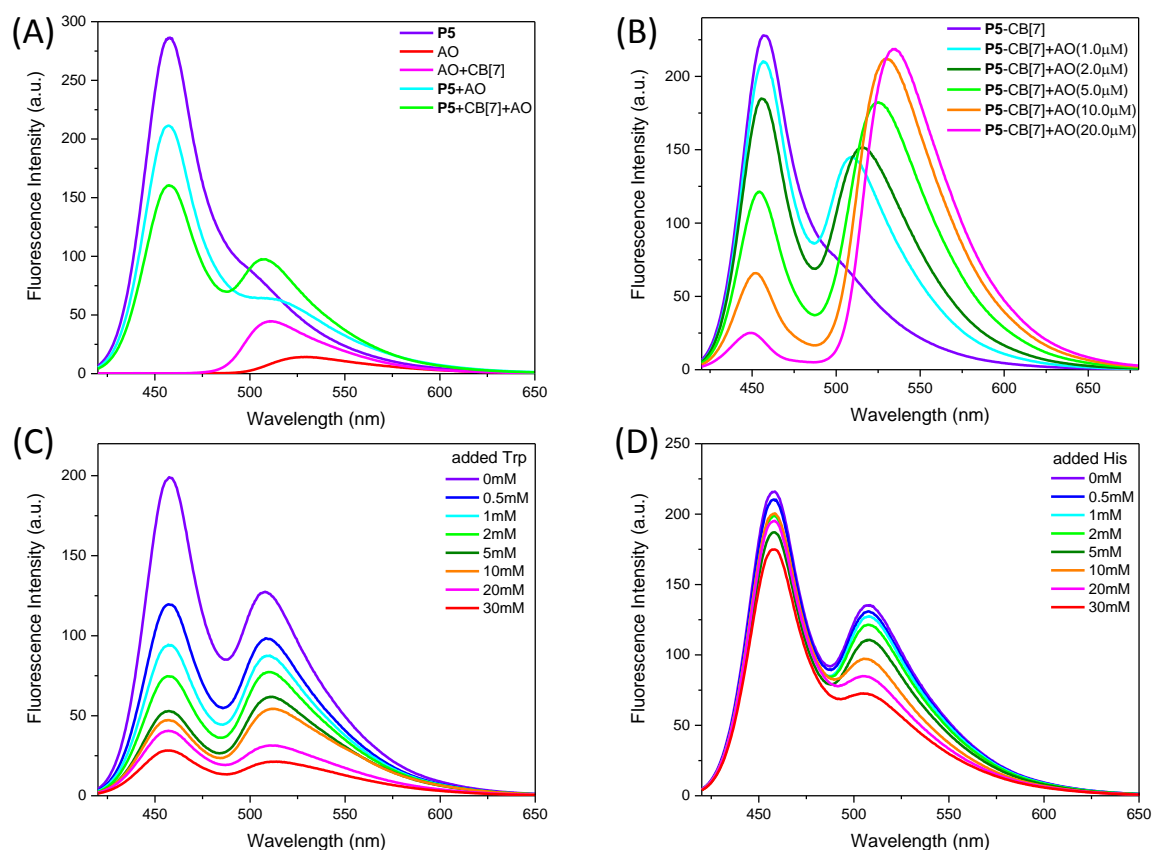 (A)
300
250
200
150
100
50
0
Fluorescence Intensity (a.u.)
P5
AO
AO+CB[7]
P5+AO
P5+CB[7]+AO
450 500 550 600 650
Wavelength (nm)
(B)
200
150
100
50
0
Fluorescence Intensity (a.u.)
P5-CB[7]
P5-CB[7]+AO(1.0μM)
P5-CB[7]+AO(2.0μM)
P5-CB[7]+AO(5.0μM)
P5-CB[7]+AO(10.0μM)
P5-CB[7]+AO(20.0μM)
450 500 550 600 650
Wavelength (nm)
(C)
200
150
100
50
0
Fluorescence Intensity (a.u.)
added Trp
0mM
0.5mM
1mM
2mM
5mM
10mM
20mM
30mM
450 500 550 600 650
Wavelength (nm)
(D)
250
200
150
100
50
0
Fluorescence Intensity (a.u.)
added His
0mM
0.5mM
1mM
2mM
5mM
10mM
20mM
30mM
450 500 550 600 650
Wavelength (nm)